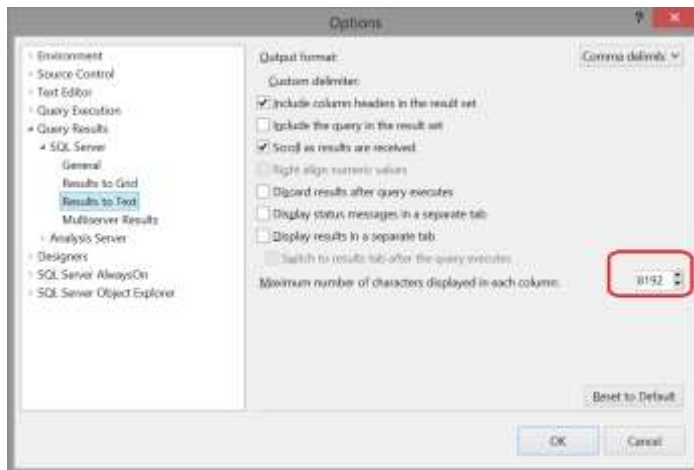 Options
?
Environment
Source Control
Text Editor
Query Execution
Query Results
SQL Server
General
Results to Grid
Results to Text
Multiserver Results
Analysis Server
Designers
SQL Server AlwaysOn
SQL Server Object Explorer
Output format:
Comma delimite
Custom delimiter:
Include column headers in the result set
Include the query in the result set
Scroll as results are received
Right align numeric values
Discard results after query executes
Display status messages in a separate tab
Display results in a separate tab
Switch to results tab after the query executes
Maximum number of characters displayed in each column:
8192
Reset to Default
OK
Cancel